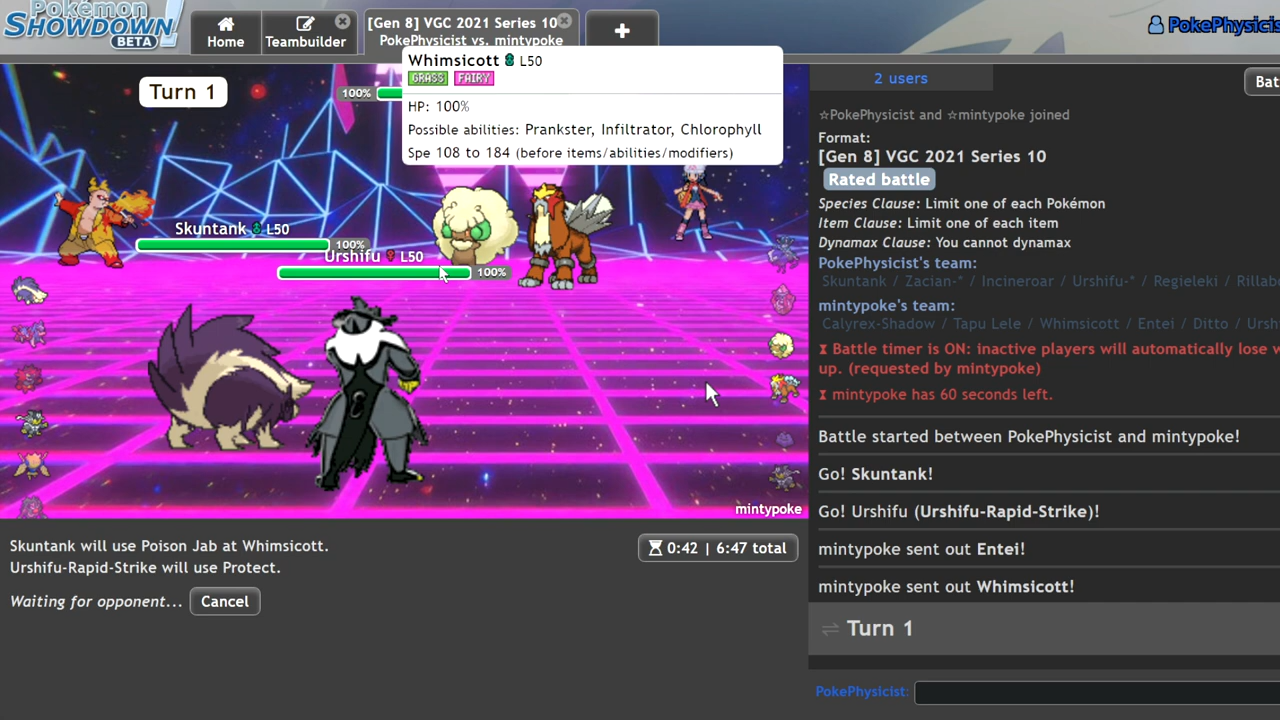 Pokémon
SHOWDOWN!
BETA
Home
Teambuilder
[Gen 8] VGC 2021 Series 10
PokePhysicist vs. mintypoke
PokePhysicis
Turn 1
100%
Whimsicott L50
GRASS FAIRY
HP: 100%
Possible abilities: Prankster, Infiltrator, Chlorophyll
Spe 108 to 184 (before items/abilities/modifiers)
Skuntank L50
100%
Urshifu L50
100%
mintypoke
Skuntank will use Poison Jab at Whimsicott.
Urshifu-Rapid-Strike will use Protect.
Waiting for opponent... Cancel
0:42 | 6:47 total
2 users
Bat
☆PokePhysicist and ☆mintypoke joined
Format:
[Gen 8] VGC 2021 Series 10
Rated battle
Species Clause: Limit one of each Pokémon
Item Clause: Limit one of each item
Dynamax Clause: You cannot dynamax
PokePhysicist's team:
Skuntank / Zacian-* / Incineroar / Urshifu-* / Regieleki / Rillab
mintypoke's team:
Calyrex-Shadow / Tapu Lele / Whimsicott / Entei / Ditto / Ursh
Battle timer is ON: inactive players will automatically lose w
up. (requested by mintypoke)
mintypoke has 60 seconds left.
Battle started between PokePhysicist and mintypoke!
Go! Skuntank!
Go! Urshifu (Urshifu-Rapid-Strike)!
mintypoke sent out Entei!
mintypoke sent out Whimsicott!
Turn 1
PokePhysicist: